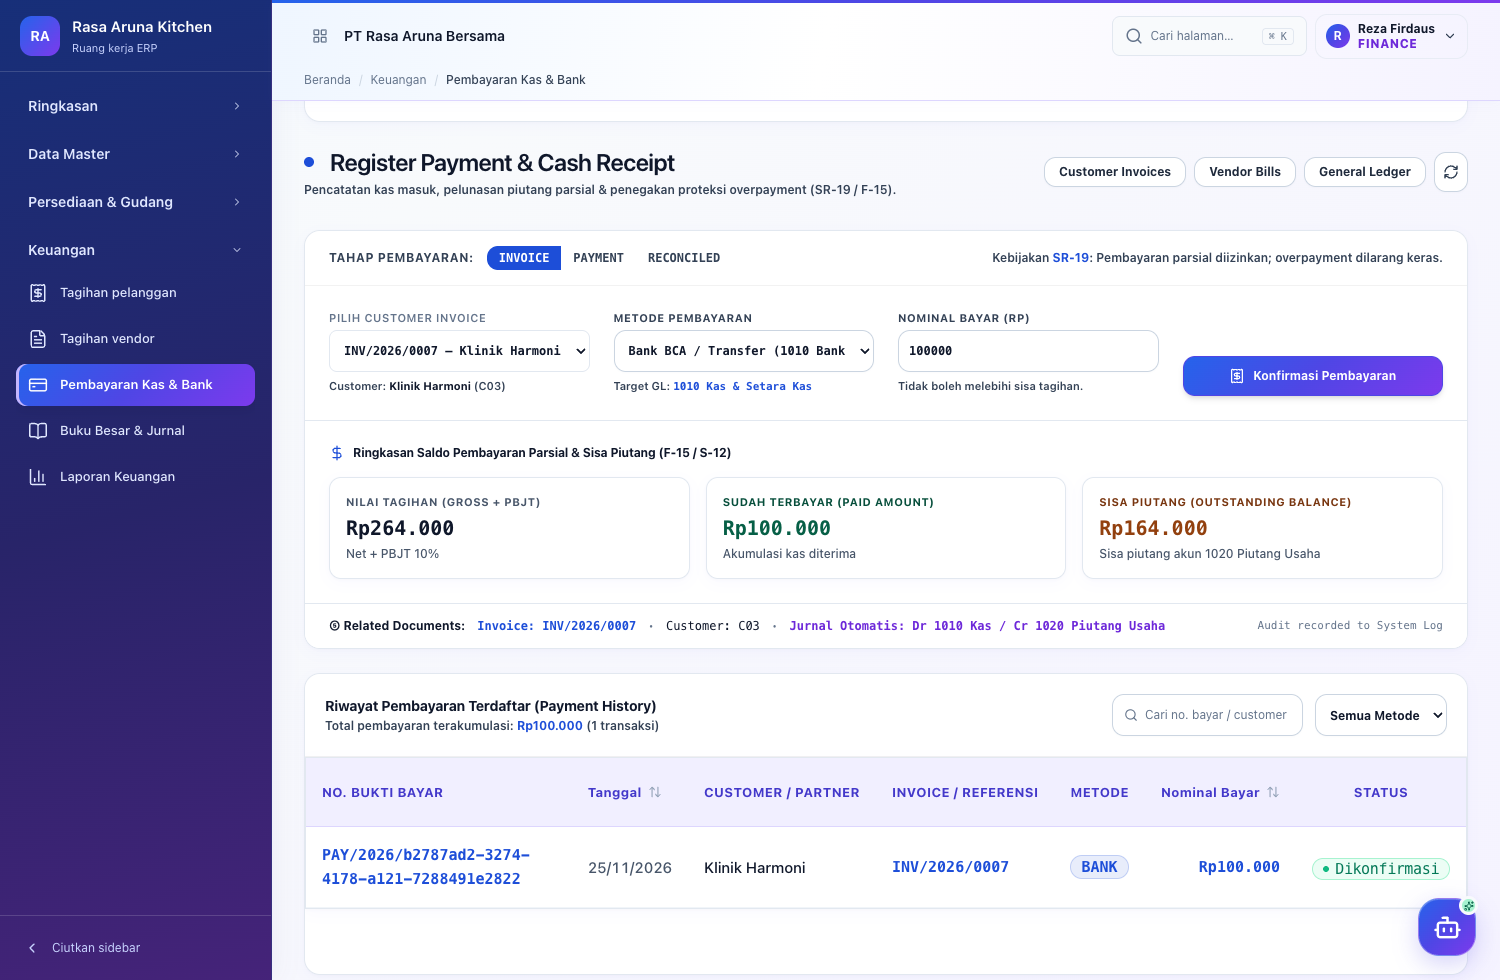 RA
Rasa Aruna Kitchen
Ruang kerja ERP
Ringkasan
Data Master
Persediaan & Gudang
Keuangan
Tagihan pelanggan
Tagihan vendor
Pembayaran Kas & Bank
Buku Besar & Jurnal
Laporan Keuangan
Ciutkan sidebar
PT Rasa Aruna Bersama
Cari halaman...
⌘ K
R
Reza Firdaus
FINANCE
Beranda / Keuangan / Pembayaran Kas & Bank
Register Payment & Cash Receipt
Pencatatan kas masuk, pelunasan piutang parsial & penegakan proteksi overpayment (SR-19 / F-15).
Customer Invoices
Vendor Bills
General Ledger
TAHAP PEMBAYARAN: INVOICE PAYMENT RECONCILED
Kebijakan SR-19: Pembayaran parsial diizinkan; overpayment dilarang keras.
PILIH CUSTOMER INVOICE
INV/2026/0007 — Klinik Harmoni
Customer: Klinik Harmoni (C03)
METODE PEMBAYARAN
Bank BCA / Transfer (1010 Bank
Target GL: 1010 Kas & Setara Kas
NOMINAL BAYAR (RP)
100000
Tidak boleh melebihi sisa tagihan.
Konfirmasi Pembayaran
Ringkasan Saldo Pembayaran Parsial & Sisa Piutang (F-15 / S-12)
NILAI TAGIHAN (GROSS + PBJT)
Rp264.000
Net + PBJT 10%
SUDAH TERBAYAR (PAID AMOUNT)
Rp100.000
Akumulasi kas diterima
SISA PIUTANG (OUTSTANDING BALANCE)
Rp164.000
Sisa piutang akun 1020 Piutang Usaha
Related Documents: Invoice: INV/2026/0007 · Customer: C03 · Jurnal Otomatis: Dr 1010 Kas / Cr 1020 Piutang Usaha
Audit recorded to System Log
Riwayat Pembayaran Terdaftar (Payment History)
Total pembayaran terakumulasi: Rp100.000 (1 transaksi)
Cari no. bayar / customer
Semua Metode
NO. BUKTI BAYAR Tanggal CUSTOMER / PARTNER INVOICE / REFERENSI METODE Nominal Bayar STATUS
PAY/2026/b2787ad2-3274-
4178-a121-7288491e2822
25/11/2026 Klinik Harmoni INV/2026/0007 BANK Rp100.000 Dikonfirmasi